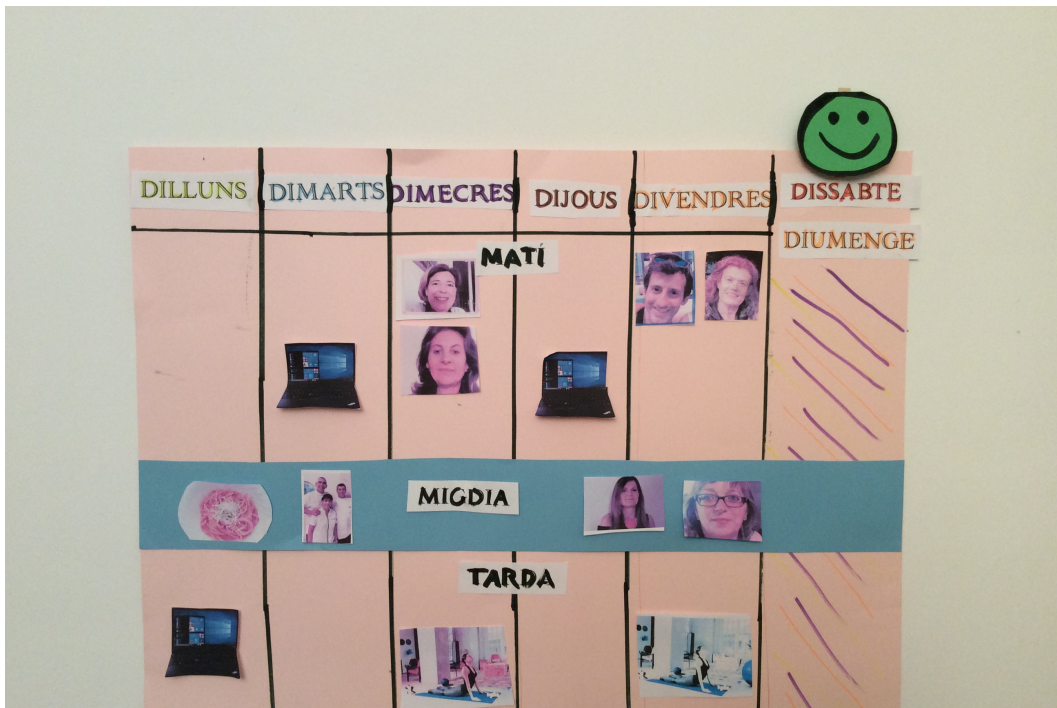 DILLUNS DIMARTS DIMECRES DIJOUS DIVENDRES DISSABTE
DIUMENGE
MATÍ
MIGDIA
TARDA